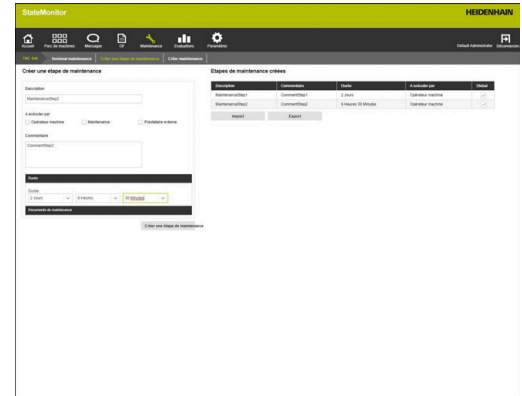 StateMonitor
HEIDENHAIN
Accueil
Parc de machines
Messages
OF
Maintenance
Evaluations
Paramètres
Default Administrator
Déconnexion
TNC 640
Terminal maintenance
Créer une étape de maintenance
Créer maintenance
Créer une étape de maintenance
Description
MaintenanceStep2
A exécuter par
Opérateur machine
Maintenance
Prestataire externe
Commentaire
CommentStep2
Durée
Durée
2 Jours
30 Minutes
Documents de maintenance
Créer une étape de maintenance
Etapes de maintenance créées
Description Commentaire Durée A exécuter par Global
MaintenanceStep1 CommentStep1 2 Jours Opérateur machine
MaintenanceStep2 CommentStep2 6 Heures 30 Minutes Opérateur machine
Import
Export